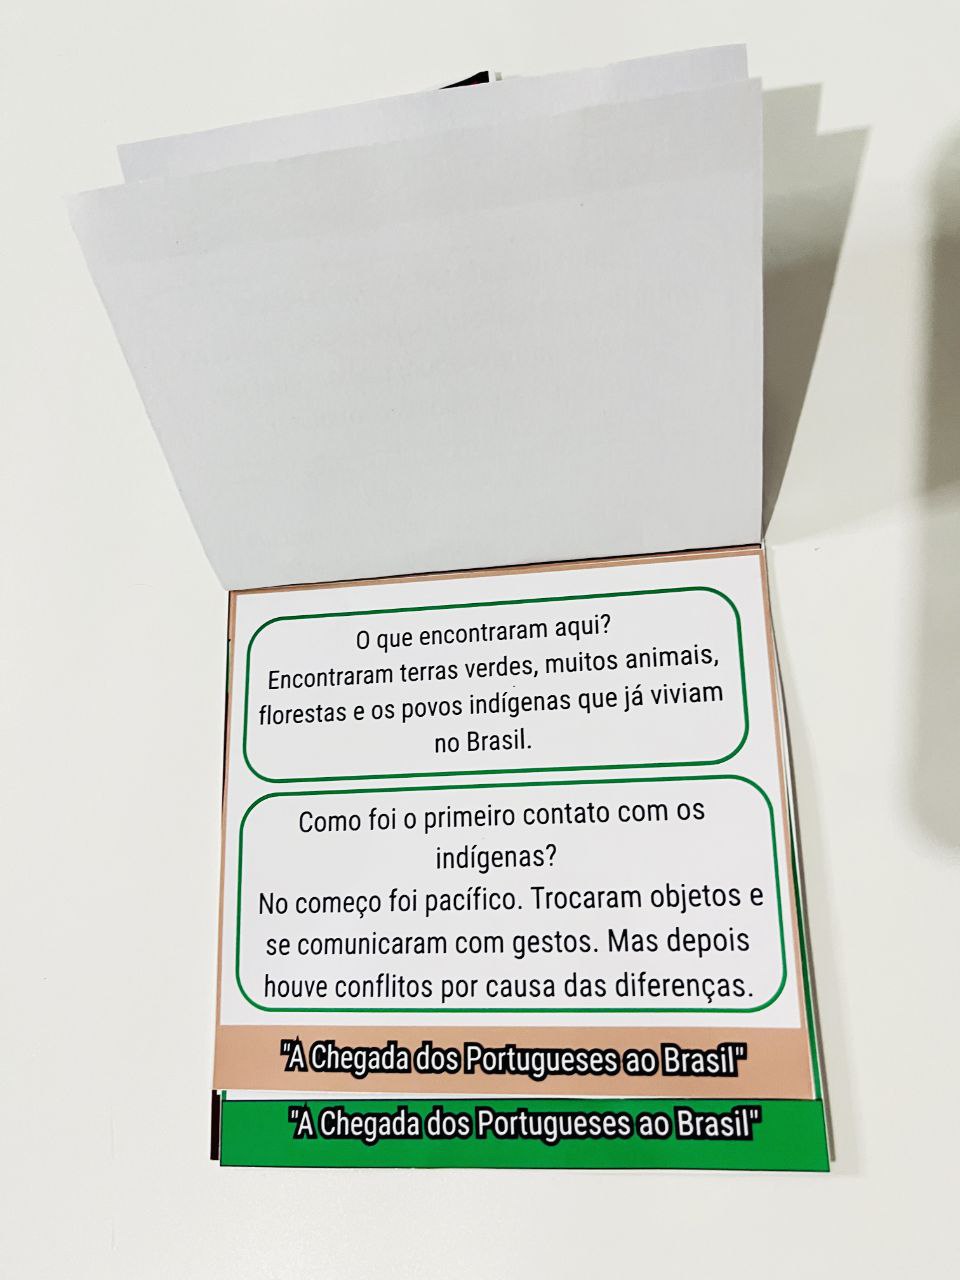 O que encontraram aqui?
Encontraram terras verdes, muitos animais,
florestas e os povos indígenas que já viviam
no Brasil.
Como foi o primeiro contato com os
indígenas?
No começo foi pacífico. Trocaram objetos e
se comunicaram com gestos. Mas depois
houve conflitos por causa das diferenças.
"A Chegada dos Portugueses ao Brasil"
"A Chegada dos Portugueses ao Brasil"